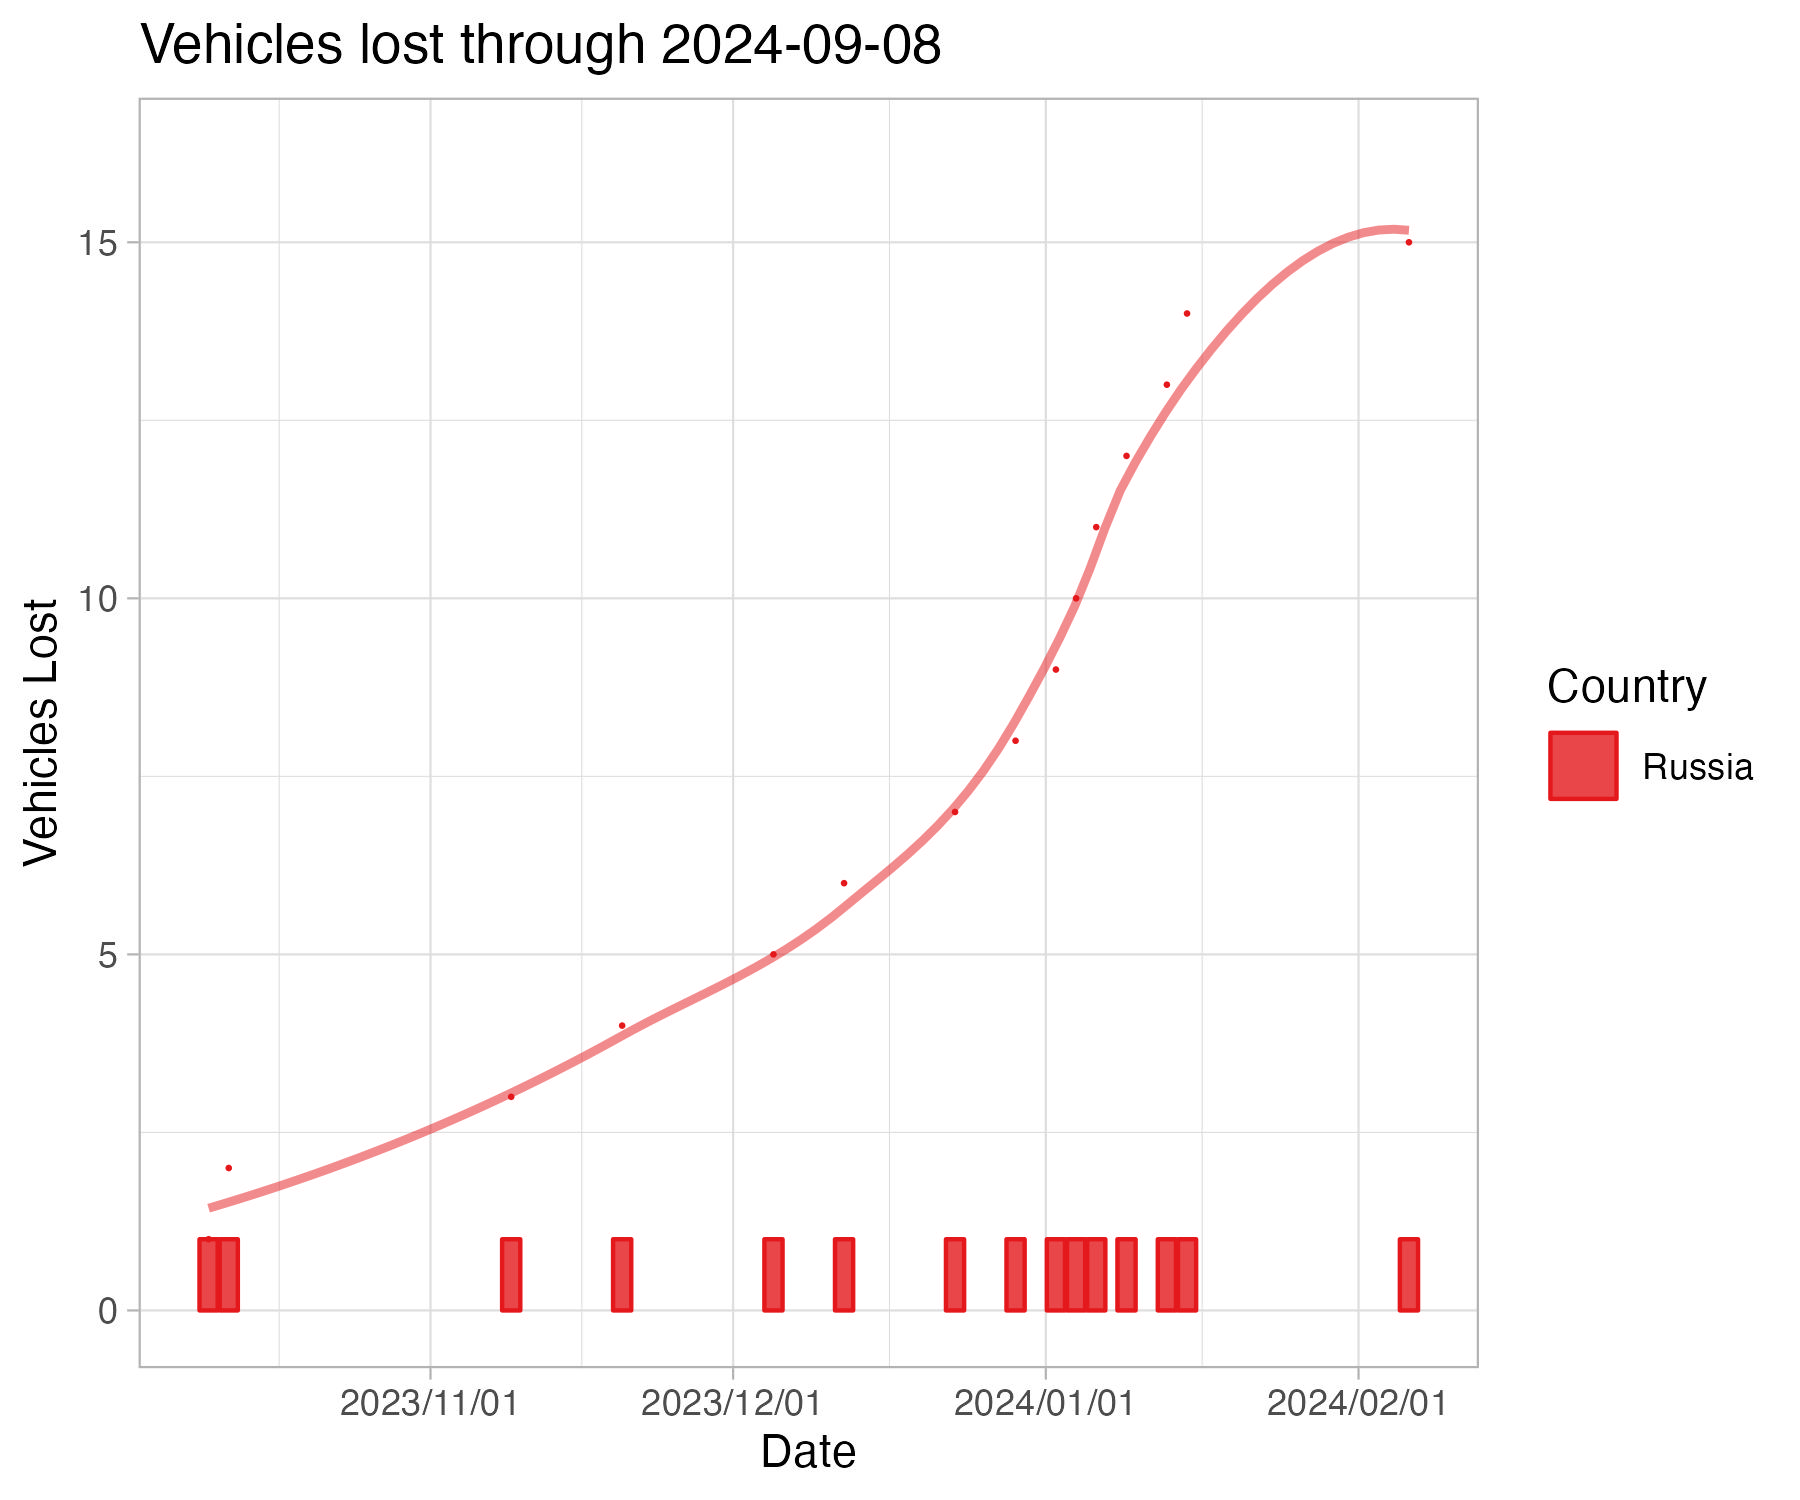 Vehicles lost through 2024-09-08
Vehicles Lost
15
10
5
0
2023/11/01
2023/12/01
2024/01/01
2024/02/01
Date
Country
Russia